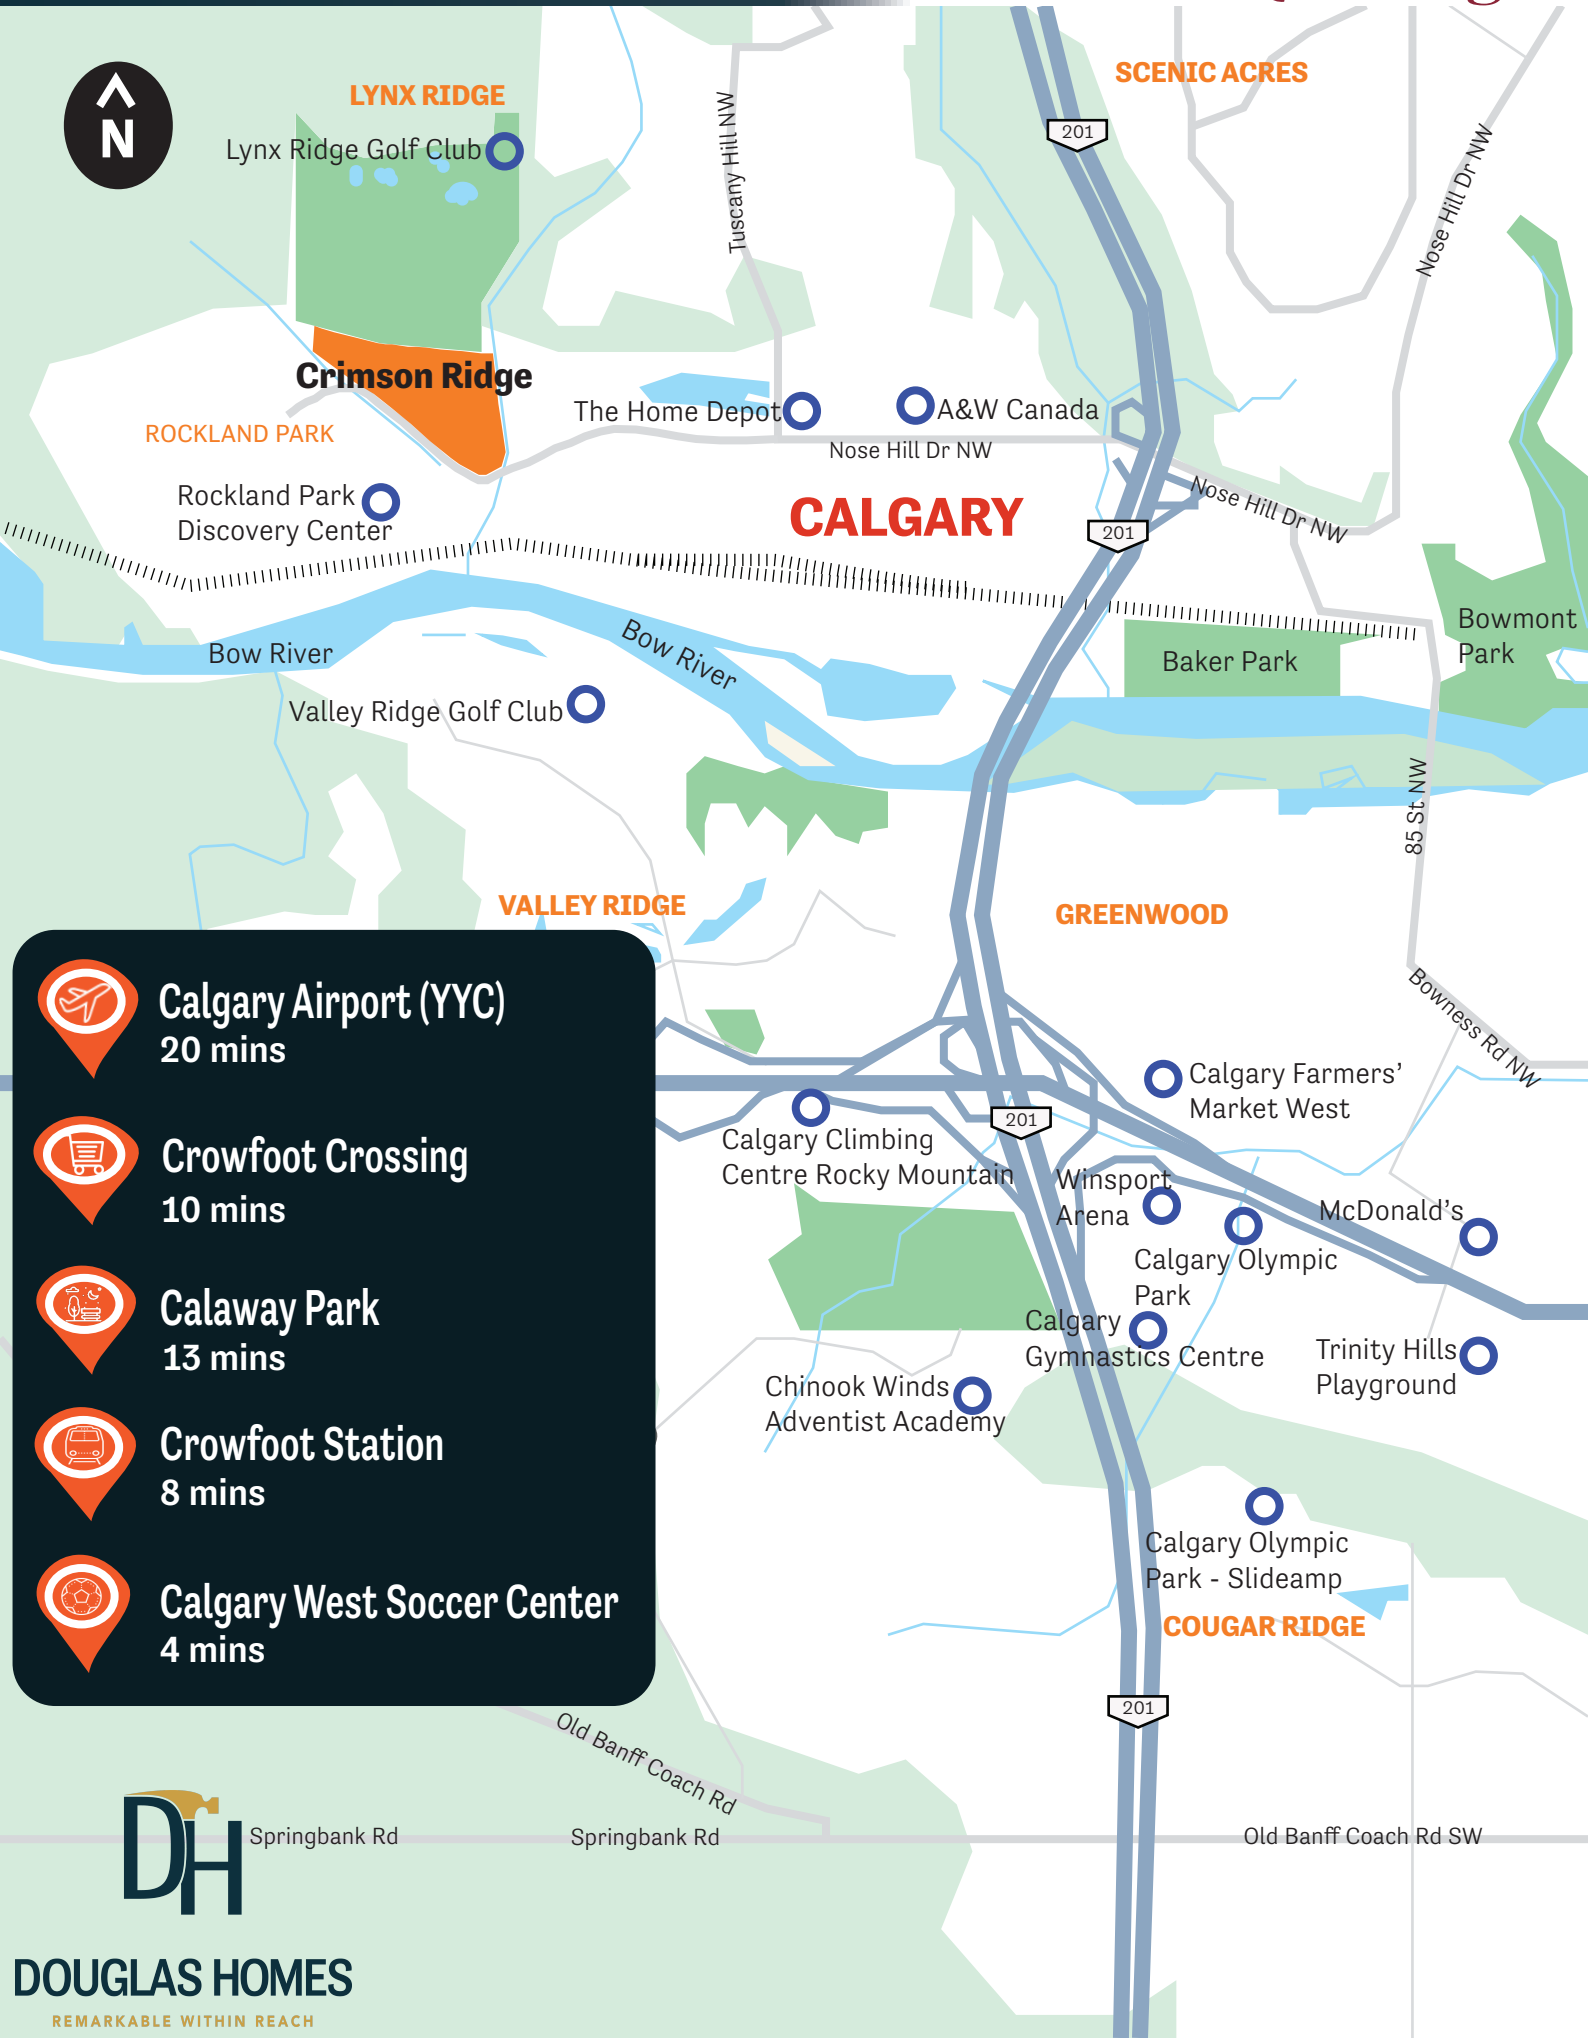 SCENIC ACRES
LYNX RIDGE
N
Lynx Ridge Golf Club
201
Tuscany Hill NW
Nose Hill Dr NW
Crimson Ridge
The Home Depot
A&W Canada
ROCKLAND PARK
Nose Hill Dr NW
Rockland Park
Discovery Center
CALGARY
Nose Hill Dr NW
201
Bow River
Bow River
Baker Park
Bowmont
Park
Valley Ridge Golf Club
85 St NW
VALLEY RIDGE
GREENWOOD
Bowness Rd NW
Calgary Airport (YYC)
20 mins
Crowfoot Crossing
10 mins
Calaway Park
13 mins
Crowfoot Station
8 mins
Calgary West Soccer Center
4 mins
Calgary Farmers’
Market West
201
Calgary Climbing
Centre Rocky Mountain
Winsport
Arena
McDonald’s
Calgary Olympic
Park
Calgary
Gymnastics Centre
Trinity Hills
Playground
Chinook Winds
Adventist Academy
Calgary Olympic
Park - Slideamp
COUGAR RIDGE
201
Old Banff Coach Rd
Springbank Rd
Springbank Rd
Old Banff Coach Rd SW
DH
DOUGLAS HOMES
REMARKABLE WITHIN REACH